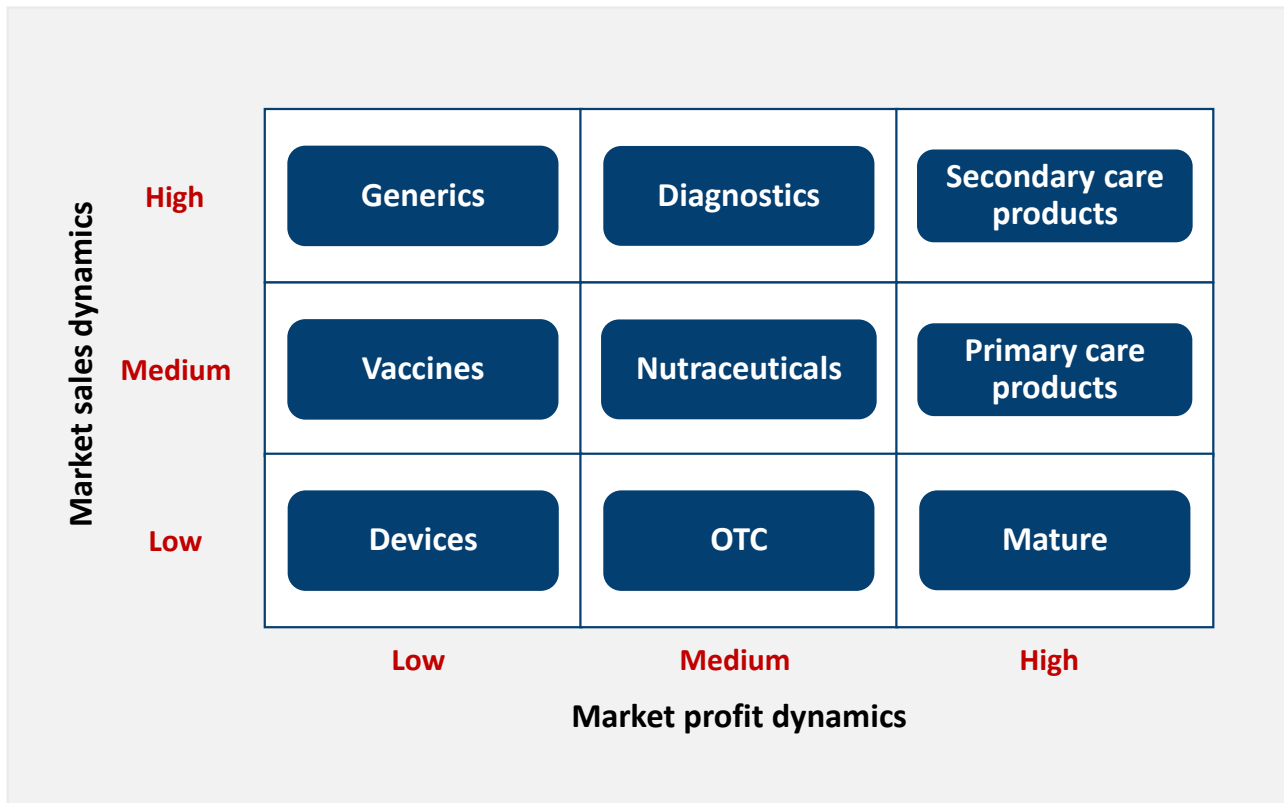 Market sales dynamics
High
Generics
Diagnostics
Secondary care
products
Medium
Vaccines
Nutraceuticals
Primary care
products
Low
Devices
OTC
Mature
Low
Medium
High
Market profit dynamics